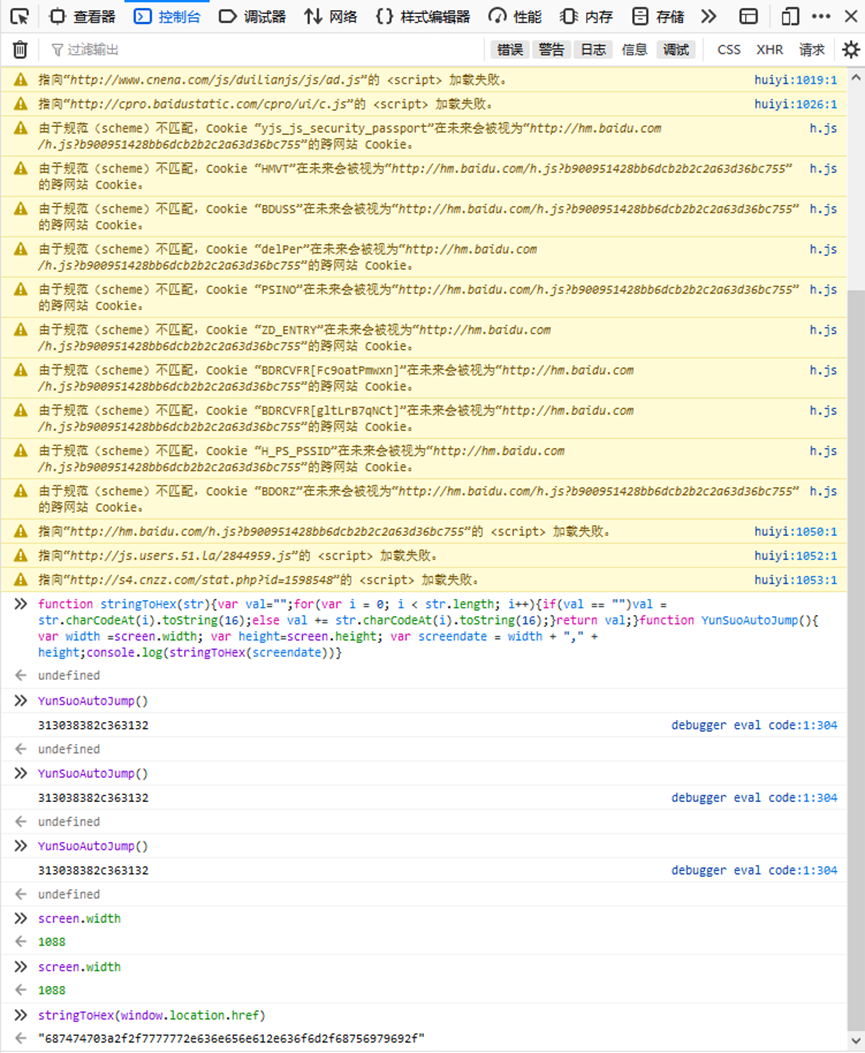 查看器 控制台 调试器 网络 {} 样式编辑器 性能 内存 存储
过滤输出 错误 警告 日志 信息 调试 CSS XHR 请求
指向“http://www.cnena.com/js/duilianjs/js/ad.js”的 <script> 加载失败。 huiyi:1019:1
指向“http://cpro.baidustatic.com/cpro/ui/c.js”的 <script> 加载失败。 huiyi:1026:1
由于规范（scheme）不匹配，Cookie “yjs_js_security_passport”在未来会被视为“http://hm.baidu.com h.js
/h.js?b900951428bb6dcb2b2c2a63d36bc755”的跨网站 Cookie。
由于规范（scheme）不匹配，Cookie “HMVT”在未来会被视为“http://hm.baidu.com/h.js?b900951428bb6dcb2b2c2a63d36bc755” h.js
的跨网站 Cookie。
由于规范（scheme）不匹配，Cookie “BDUSS”在未来会被视为“http://hm.baidu.com/h.js?b900951428bb6dcb2b2c2a63d36bc755” h.js
的跨网站 Cookie。
由于规范（scheme）不匹配，Cookie “delPer”在未来会被视为“http://hm.baidu.com h.js
/h.js?b900951428bb6dcb2b2c2a63d36bc755”的跨网站 Cookie。
由于规范（scheme）不匹配，Cookie “PSINO”在未来会被视为“http://hm.baidu.com/h.js?b900951428bb6dcb2b2c2a63d36bc755” h.js
的跨网站 Cookie。
由于规范（scheme）不匹配，Cookie “ZD_ENTRY”在未来会被视为“http://hm.baidu.com h.js
/h.js?b900951428bb6dcb2b2c2a63d36bc755”的跨网站 Cookie。
由于规范（scheme）不匹配，Cookie “BDRCVFR[Fc9oatPmwxn]”在未来会被视为“http://hm.baidu.com h.js
/h.js?b900951428bb6dcb2b2c2a63d36bc755”的跨网站 Cookie。
由于规范（scheme）不匹配，Cookie “BDRCVFR[gltLrB7qNCt]”在未来会被视为“http://hm.baidu.com h.js
/h.js?b900951428bb6dcb2b2c2a63d36bc755”的跨网站 Cookie。
由于规范（scheme）不匹配，Cookie “H_PS_PSSID”在未来会被视为“http://hm.baidu.com h.js
/h.js?b900951428bb6dcb2b2c2a63d36bc755”的跨网站 Cookie。
由于规范（scheme）不匹配，Cookie “BDORZ”在未来会被视为“http://hm.baidu.com/h.js?b900951428bb6dcb2b2c2a63d36bc755” h.js
的跨网站 Cookie。
指向“http://hm.baidu.com/h.js?b900951428bb6dcb2b2c2a63d36bc755”的 <script> 加载失败。 huiyi:1050:1
指向“http://js.users.51.la/2844959.js”的 <script> 加载失败。 huiyi:1052:1
指向“http://s4.cnzz.com/stat.php?id=1598548”的 <script> 加载失败。 huiyi:1053:1
function stringToHex(str){var val="";for(var i = 0; i < str.length; i++){if(val == "")val =
str.charCodeAt(i).toString(16);else val += str.charCodeAt(i).toString(16);}return val;}function YunSuoAutoJump(){
var width =screen.width; var height=screen.height; var screendate = width + "," +
height;console.log(stringToHex(screendate))}
undefined
YunSuoAutoJump()
313038382c363132 debugger eval code:1:304
undefined
YunSuoAutoJump()
313038382c363132 debugger eval code:1:304
undefined
YunSuoAutoJump()
313038382c363132 debugger eval code:1:304
undefined
screen.width
1088
screen.width
1088
stringToHex(window.location.href)
"687474703a2f2f7777772e636e656e612e636f6d2f68756979692f"